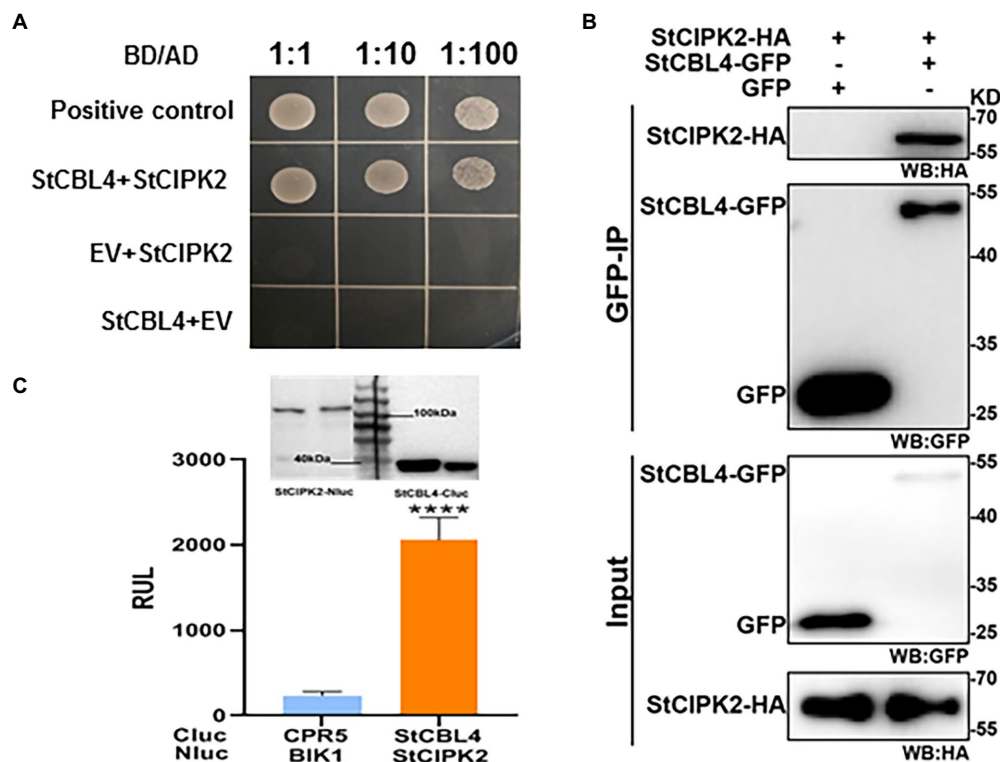 A
BD/AD 1:1 1:10 1:100
Positive control
StCBL4+StCIPK2
EV+StCIPK2
StCBL4+EV
B
StCIPK2-HA + +
StCBL4-GFP - +
GFP + -
KD
GFP-IP
StCIPK2-HA
-70
-55
WB:HA
StCBL4-GFP
-55
-40
-35
GFP
-25
WB:GFP
Input
StCBL4-GFP
-55
-40
-35
GFP
-25
WB:GFP
StCIPK2-HA
-70
-55
WB:HA
C
100kDa
40kDa
StCIPK2-Nluc StCBL4-Cluc
****
RUL
3000
2000
1000
0
Cluc CPR5 StCBL4
Nluc BIK1 StCIPK2